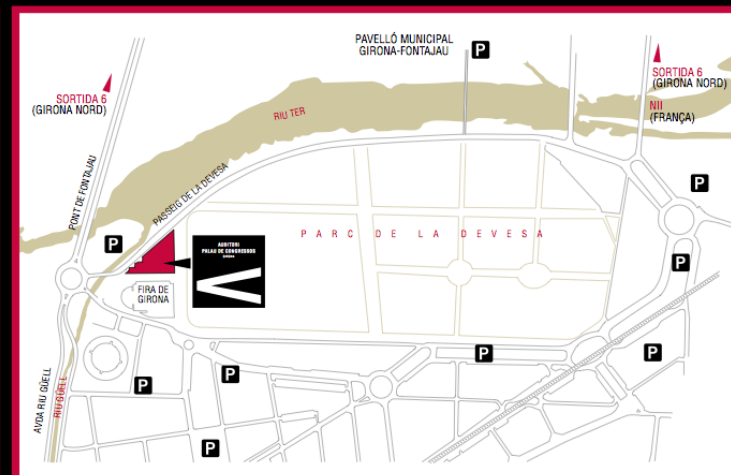 PAVELLÓ MUNICIPAL
GIRONA-FONTAJAU
P
SORTIDA 6
(GIRONA NORD)
SORTIDA 6
(GIRONA NORD)
NII
(FRANÇA)
RIU TER
PONT DE FONTAJAU
PASSEIG DE LA DEVESA
P
P
PARC DE LA DEVESA
AUDITORI
PALAU DE CONGRESSOS
GIRONA
P
FIRA DE
GIRONA
AVDA RIU GÜELL
RIU GÜELL
P
P
P
P
P